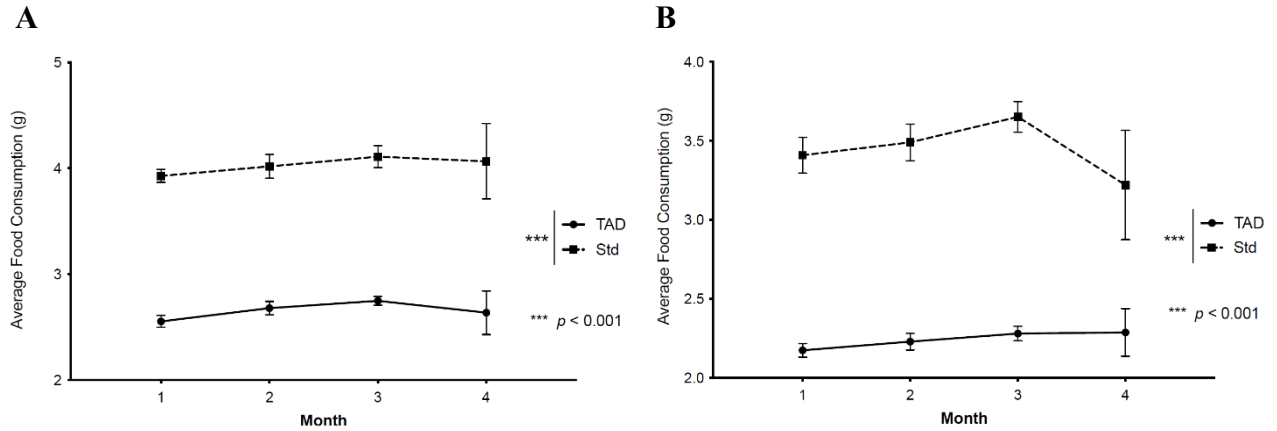 A
Average Food Consumption (g)
5
4
3
2
1 2 3 4
Month
*** TAD
Std
*** p < 0.001
B
Average Food Consumption (g)
4.0
3.5
3.0
2.5
2.0
1 2 3 4
Month
*** TAD
Std
*** p < 0.001